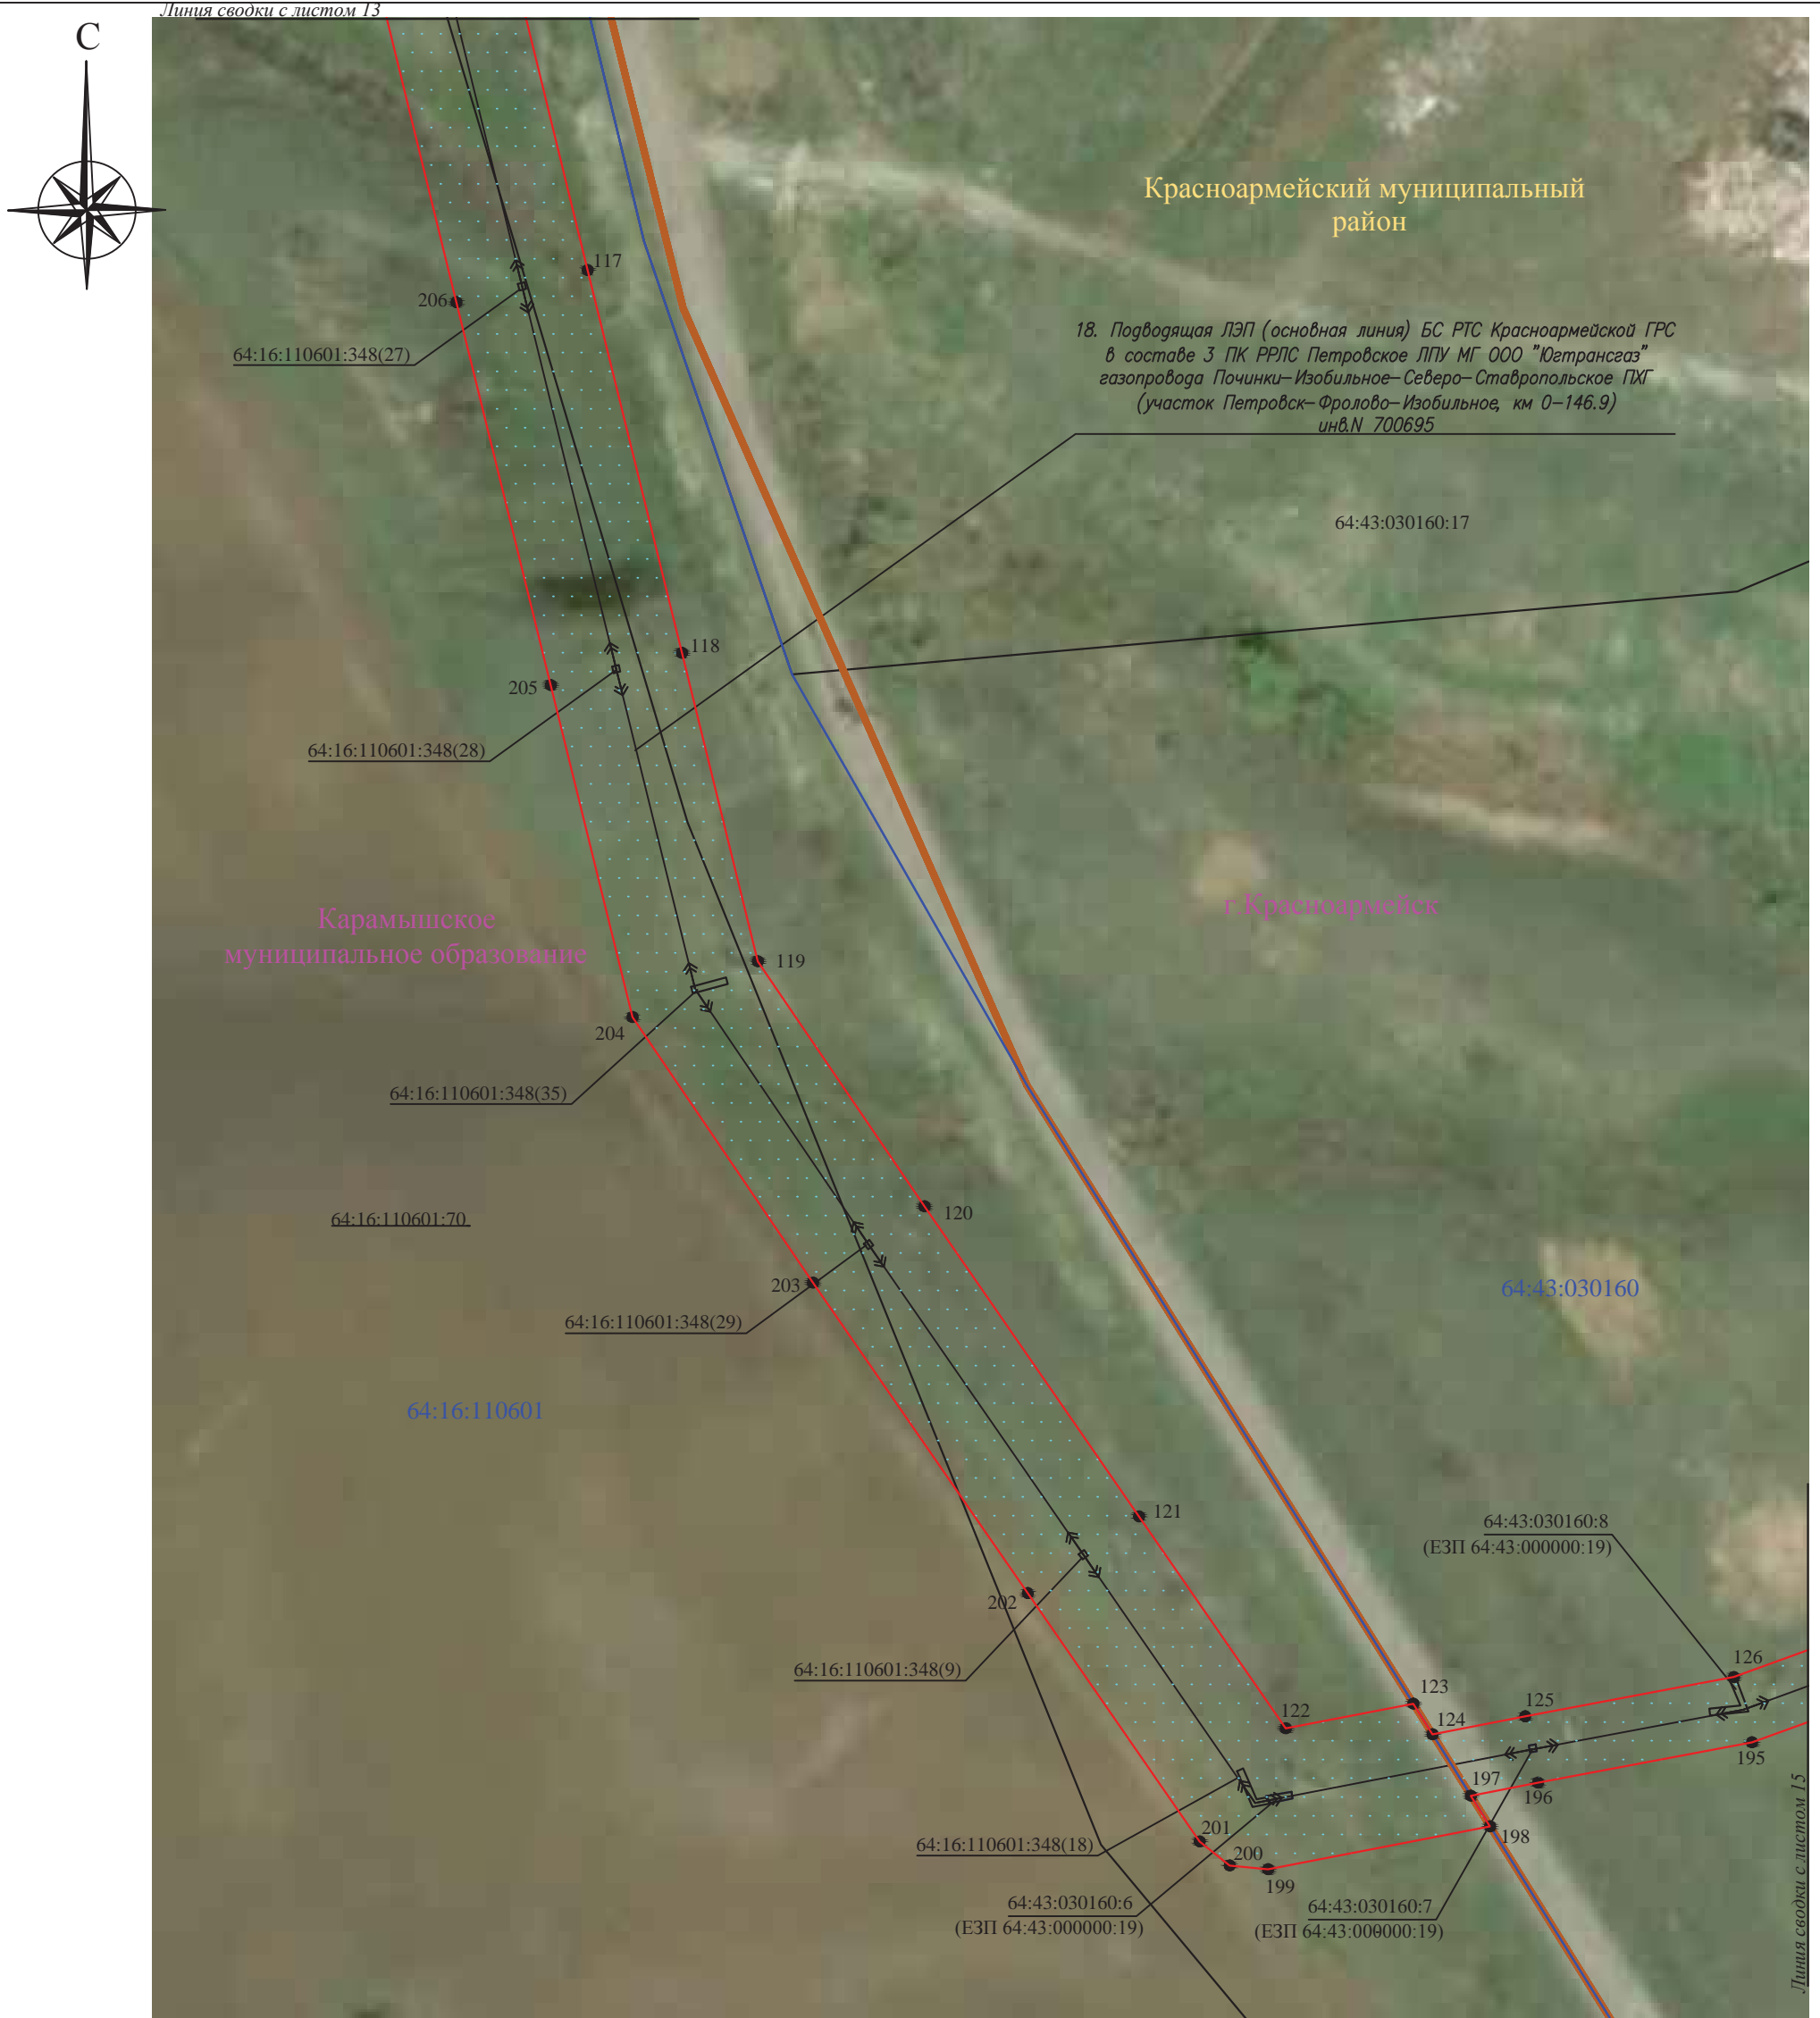 Линия сводки с листом 13
С
Красноармейский муниципальный
район
117
206
18. Подводящая ЛЭП (основная линия) БС РТС Красноармейской ГРС
в составе 3 ПК РРЛС Петровское ЛПУ МГ ООО "Югтрансгаз"
газопровода Починки-Изобильное-Северо-Ставропольское ПХГ
(участок Петровск-Фролово-Изобильное, км 0-146.9)
инв.N 700695
64:16:110601:348(27)
64:43:030160:17
118
205
64:16:110601:348(28)
г.Красноармейск
Карамышское
муниципальное образование
119
204
64:16:110601:348(35)
120
64:16:110601:70
203
64:43:030160
64:16:110601:348(29)
64:16:110601
121
64:43:030160:8
(ЕЗП 64:43:000000:19)
202
64:16:110601:348(9)
126
123
125
122
124
195
197
196
198
201
64:16:110601:348(18)
200
199
64:43:030160:6
(ЕЗП 64:43:000000:19)
64:43:030160:7
(ЕЗП 64:43:000000:19)
Линия сводки с листом 15